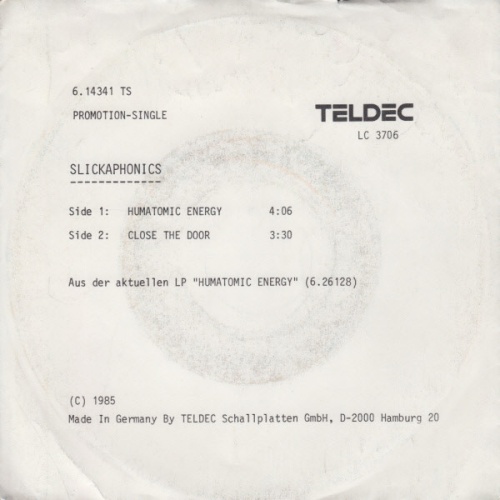 6.14341 TS
PROMOTION-SINGLE
TELDEC
LC 3706
SLICKAPHONICS
-------------
Side 1: HUMATOMIC ENERGY 4:06
Side 2: CLOSE THE DOOR 3:30
Aus der aktuellen LP "HUMATOMIC ENERGY" (6.26128)
(C) 1985
Made In Germany By TELDEC Schallplatten GmbH, D-2000 Hamburg 20